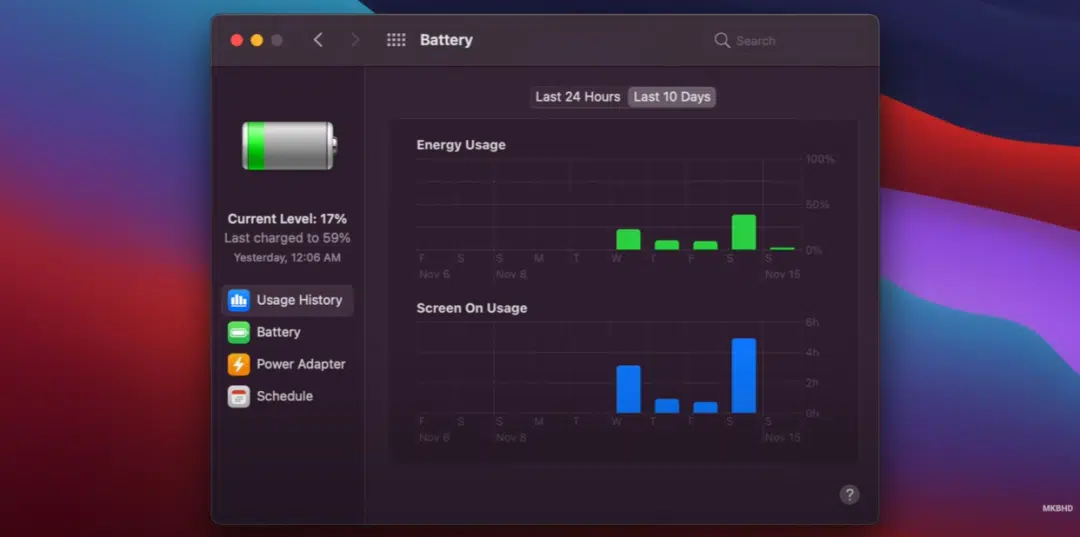 Battery
Search
Last 24 Hours Last 10 Days
Current Level: 17%
Last charged to 59%
Yesterday, 12:06 AM
Usage History
Battery
Power Adapter
Schedule
Energy Usage
100%
50%
0%
F S S M T W T F S S
Nov 6 Nov 8 Nov 15
Screen On Usage
6h
4h
2h
0h
F S S M T W T F S S
Nov 6 Nov 8 Nov 15
?
MKBHD